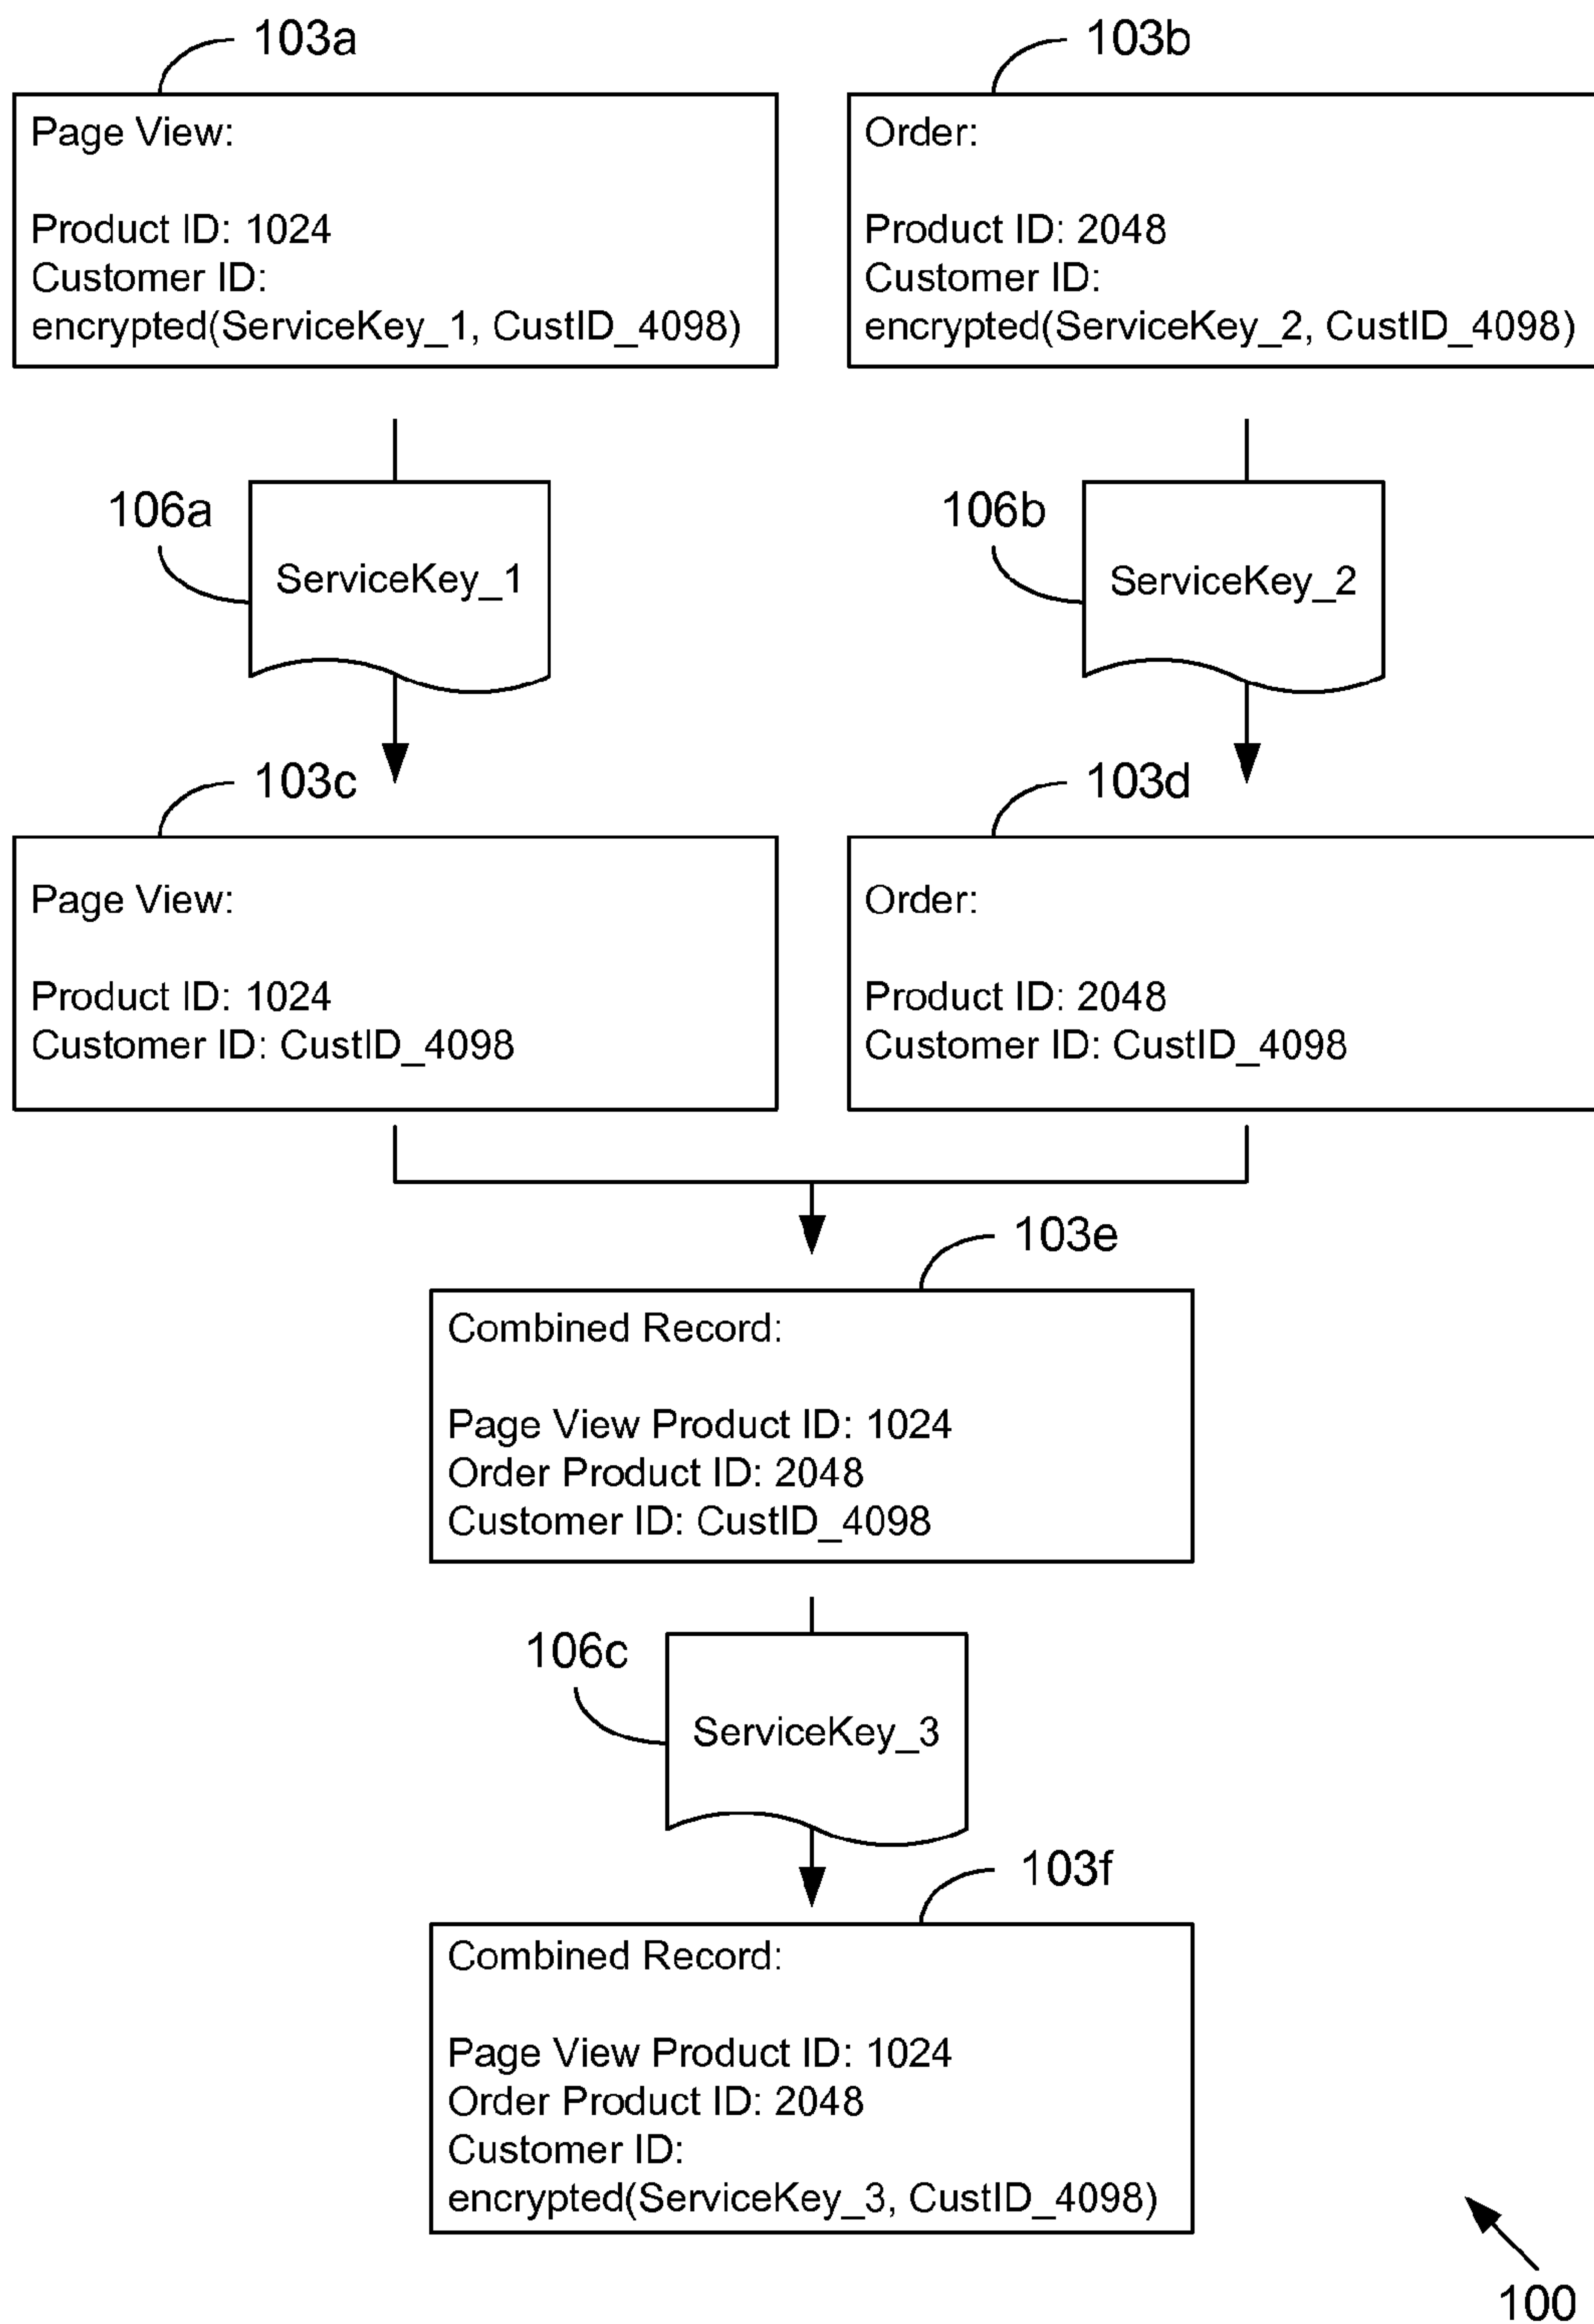 103a
103b
Page View:
Product ID: 1024
Customer ID:
encrypted(ServiceKey_1, CustID_4098)
Order:
Product ID: 2048
Customer ID:
encrypted(ServiceKey_2, CustID_4098)
106a
ServiceKey_1
106b
ServiceKey_2
103c
103d
Page View:
Product ID: 1024
Customer ID: CustID_4098
Order:
Product ID: 2048
Customer ID: CustID_4098
103e
Combined Record:
Page View Product ID: 1024
Order Product ID: 2048
Customer ID: CustID_4098
106c
ServiceKey_3
103f
Combined Record:
Page View Product ID: 1024
Order Product ID: 2048
Customer ID:
encrypted(ServiceKey_3, CustID_4098)
100